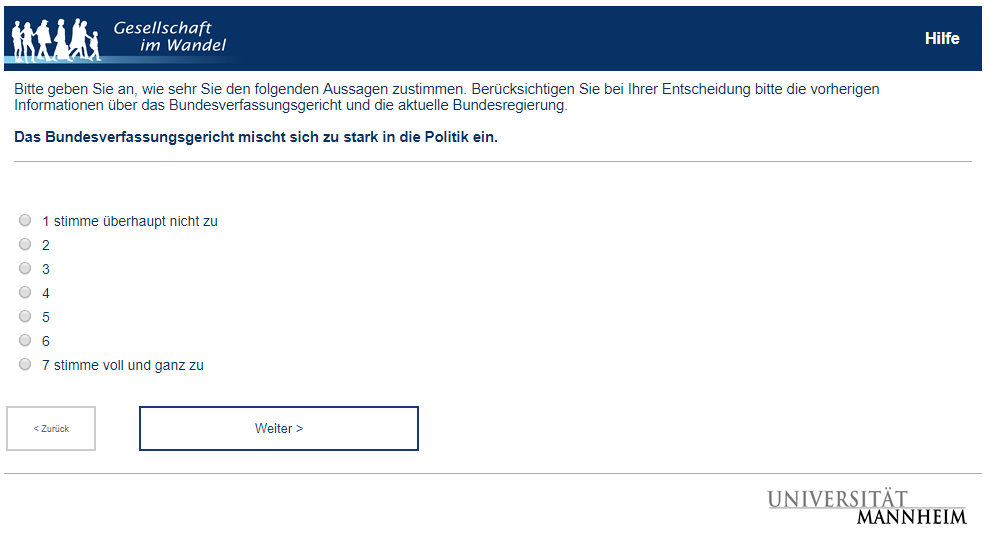 Gesellschaft
im Wandel
Hilfe
Bitte geben Sie an, wie sehr Sie den folgenden Aussagen zustimmen. Berücksichtigen Sie bei Ihrer Entscheidung bitte die vorherigen
Informationen über das Bundesverfassungsgericht und die aktuelle Bundesregierung.
Das Bundesverfassungsgericht mischt sich zu stark in die Politik ein.
1 stimme überhaupt nicht zu
2
3
4
5
6
7 stimme voll und ganz zu
< Zurück
Weiter >
UNIVERSITÄT
MANNHEIM